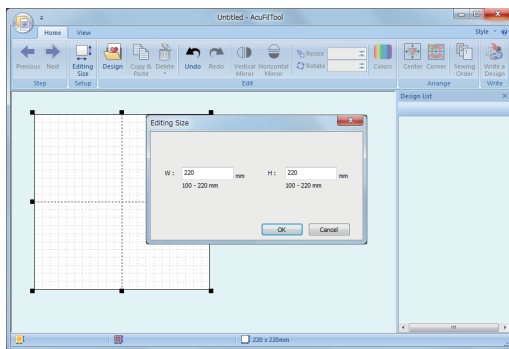 Untitled - AcuFilTool
Home View Style
Previous Next Editing Size Design Copy & Paste Delete Undo Redo Vertical Mirror Horizontal Mirror Resize Rotate Colors Center Corner Sewing Order Write a Design
Step Setup Edit Arrange Write
Design List
Editing Size
W : 220 mm H : 220 mm
100 - 220 mm 100 - 220 mm
OK Cancel
220 x 220mm